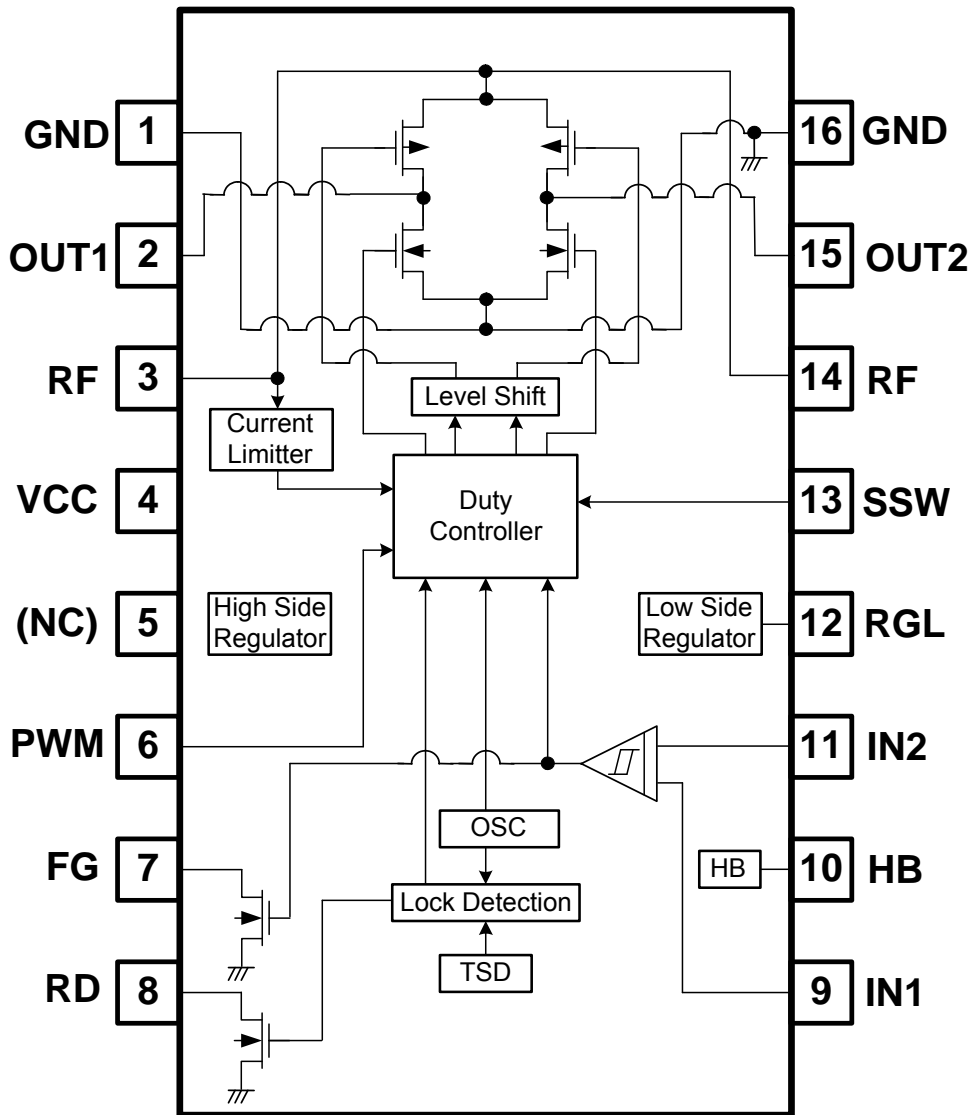 GND 1
16 GND
OUT1 2
15 OUT2
RF 3
14 RF
Level Shift
Current
Limitter
VCC 4
Duty
Controller
13 SSW
(NC) 5
High Side
Regulator
Low Side
Regulator
12 RGL
PWM 6
11 IN2
OSC
FG 7
HB
10 HB
Lock Detection
TSD
RD 8
9 IN1